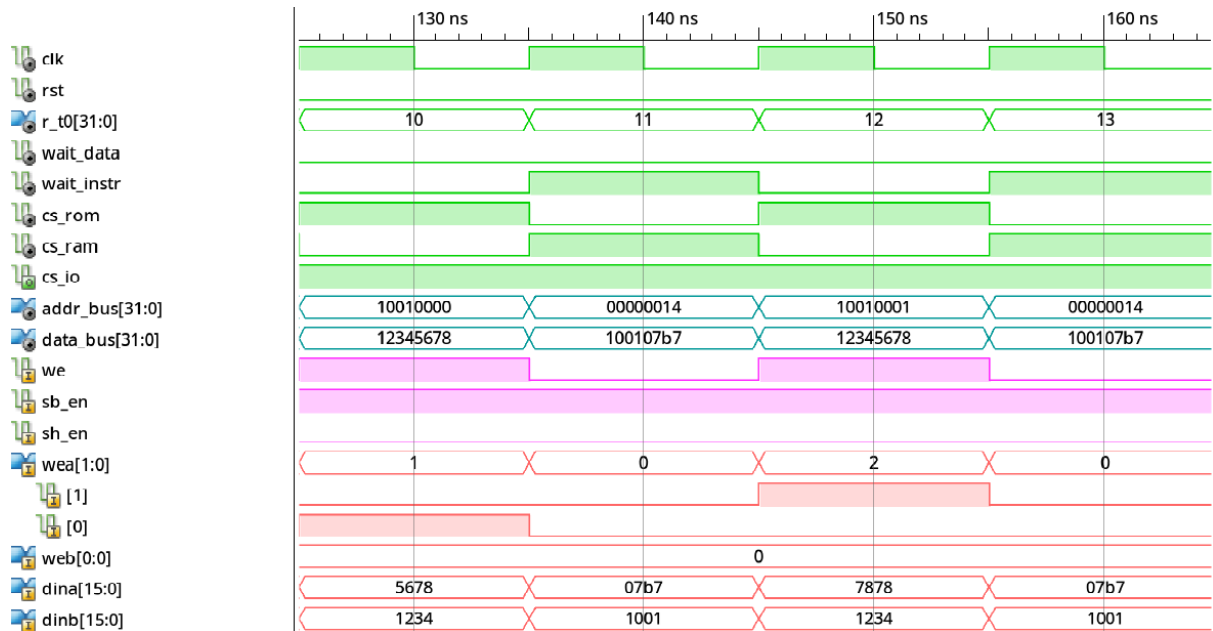 130 ns 140 ns 150 ns 160 ns
clk
rst
r_t0[31:0] 10 11 12 13
wait_data
wait_instr
cs_rom
cs_ram
cs_io
addr_bus[31:0] 10010000 00000014 10010001 00000014
data_bus[31:0] 12345678 100107b7 12345678 100107b7
we
sb_en
sh_en
wea[1:0] 1 0 2 0
[1]
[0]
web[0:0] 0
dina[15:0] 5678 07b7 7878 07b7
dinb[15:0] 1234 1001 1234 1001